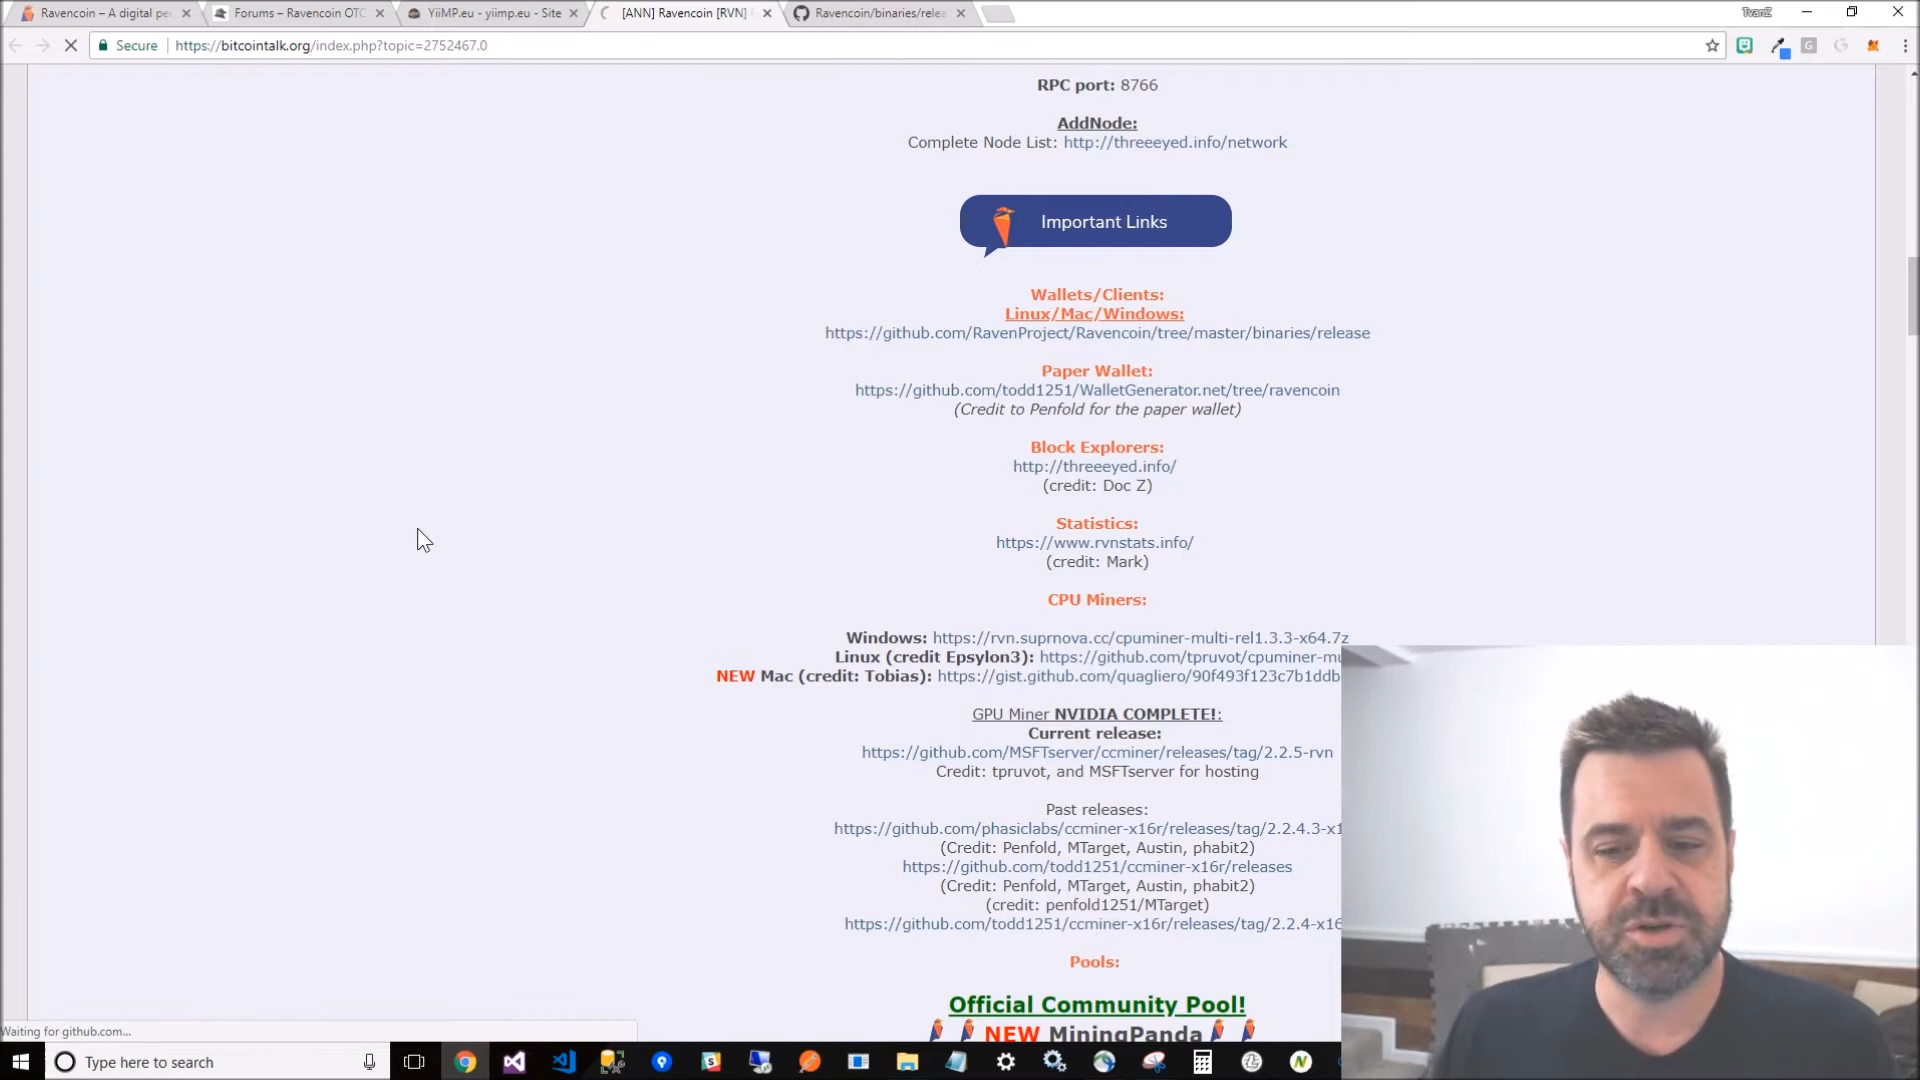 Ravencoin – A digital pe
Forums – Ravencoin OTC
YiiMP.eu - yiimp.eu - Site
[ANN] Ravencoin [RVN]
Ravencoin/binaries/relea
TvanZ
Secure
https://bitcointalk.org/index.php?topic=2752467.0
RPC port: 8766
AddNode:
Complete Node List: http://threeeyed.info/network
Important Links
Wallets/Clients:
Linux/Mac/Windows:
https://github.com/RavenProject/Ravencoin/tree/master/binaries/release
Paper Wallet:
https://github.com/todd1251/WalletGenerator.net/tree/ravencoin
(Credit to Penfold for the paper wallet)
Block Explorers:
http://threeeyed.info/
(credit: Doc Z)
Statistics:
https://www.rvnstats.info/
(credit: Mark)
CPU Miners:
Windows: https://rvn.suprnova.cc/cpuminer-multi-rel1.3.3-x64.7z
Linux (credit Epsylon3): https://github.com/tpruvot/cpuminer-mu
NEW Mac (credit: Tobias): https://gist.github.com/quagliero/90f493f123c7b1ddb
GPU Miner NVIDIA COMPLETE!:
Current release:
https://github.com/MSFTserver/ccminer/releases/tag/2.2.5-rvn
Credit: tpruvot, and MSFTserver for hosting
Past releases:
https://github.com/phasiclabs/ccminer-x16r/releases/tag/2.2.4.3-x1
(Credit: Penfold, MTarget, Austin, phabit2)
https://github.com/todd1251/ccminer-x16r/releases
(Credit: Penfold, MTarget, Austin, phabit2)
(credit: penfold1251/MTarget)
https://github.com/todd1251/ccminer-x16r/releases/tag/2.2.4-x16
Pools:
Official Community Pool!
NEW MiningPanda
Waiting for github.com...
Type here to search